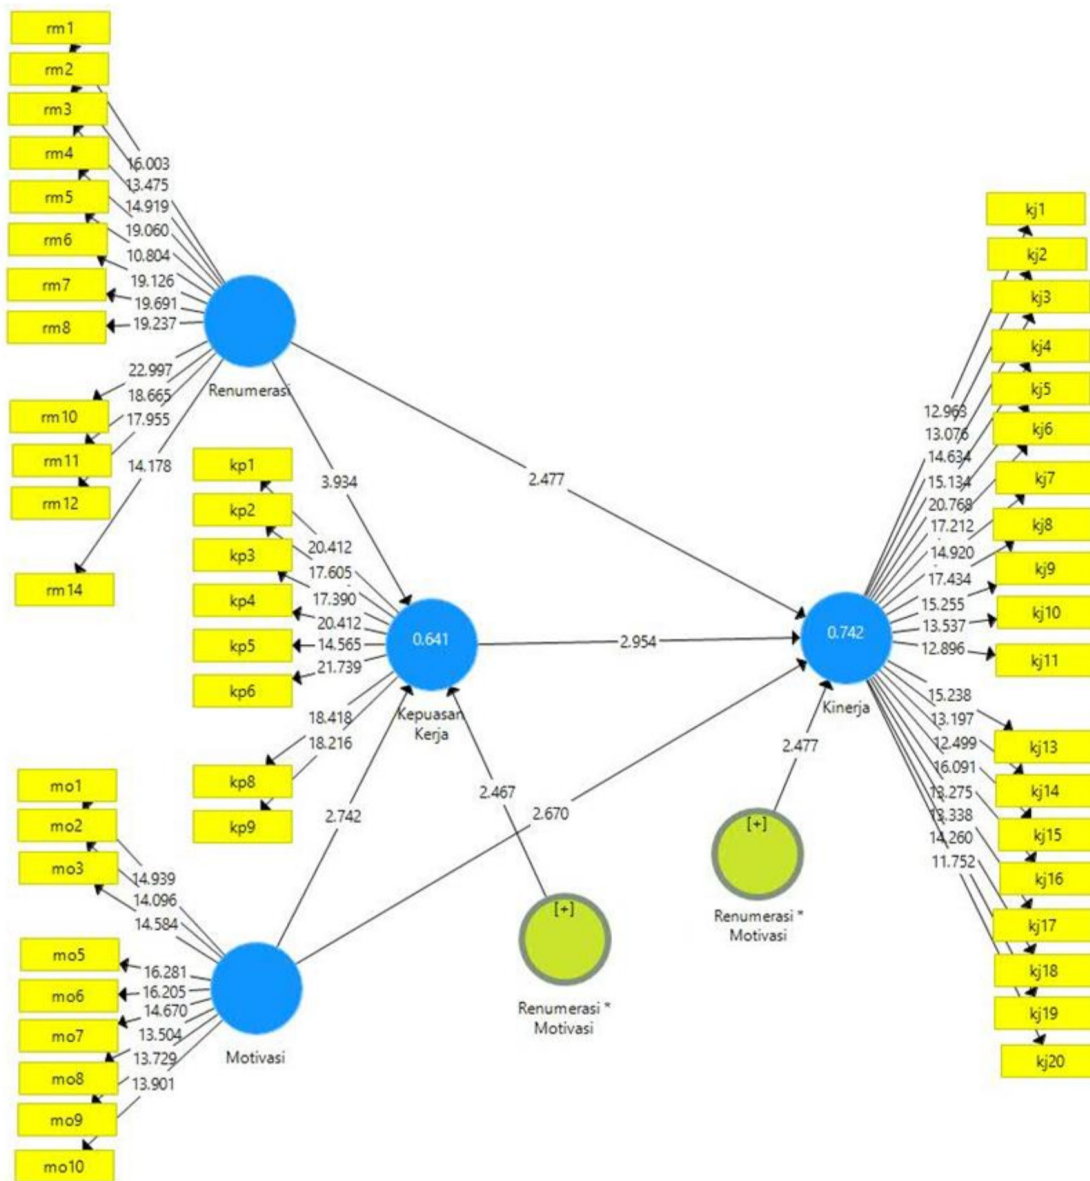 rm1
rm2
rm3
rm4
rm5
rm6
rm7
rm8
rm10
rm11
rm12
rm14
16.003
13.475
14.919
19.060
10.804
19.126
19.691
19.237
22.997
18.665
17.955
14.178
Renumerasi
3.934
2.477
kp1
kp2
kp3
kp4
kp5
kp6
kp8
kp9
20.412
17.605
17.390
20.412
14.565
21.739
18.418
18.216
0.641
Kepuasan
Kerja
2.954
mo1
mo2
mo3
mo5
mo6
mo7
mo8
mo9
mo10
14.939
14.096
14.584
16.281
16.205
14.670
13.504
13.729
13.901
Motivasi
2.742
2.670
2.467
[+]
Renumerasi *
Motivasi
2.477
[+]
Renumerasi *
Motivasi
0.742
Kinerja
12.963
13.076
14.634
15.134
20.768
17.212
14.920
17.434
15.255
13.537
12.896
15.238
13.197
12.499
16.091
13.275
13.338
14.260
11.752
kj1
kj2
kj3
kj4
kj5
kj6
kj7
kj8
kj9
kj10
kj11
kj13
kj14
kj15
kj16
kj17
kj18
kj19
kj20